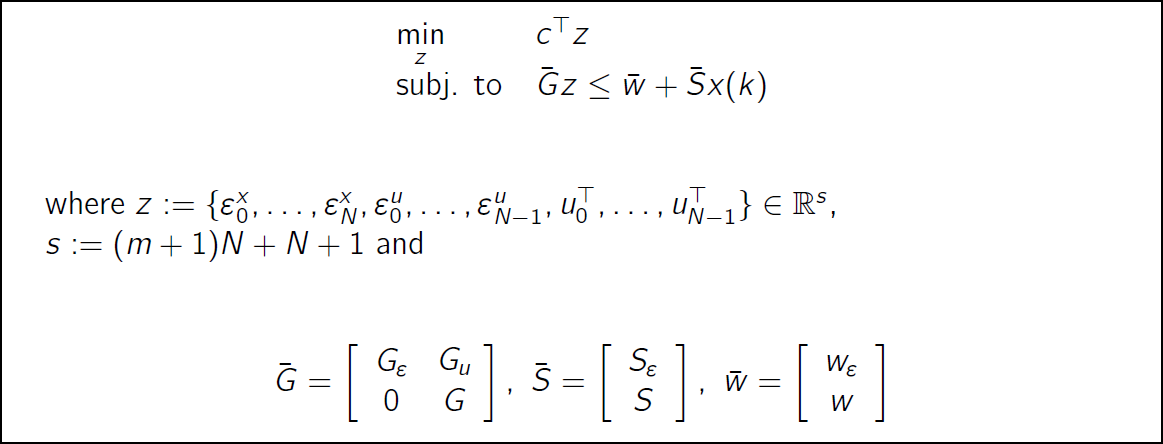 min_z c^⊤ z
subj. to Ḡz ≤ w̄ + S̄x(k)
where z := {ε_0^x, . . . , ε_N^x, ε_0^u, . . . , ε_{N−1}^u, u_0^⊤, . . . , u_{N−1}^⊤} ∈ ℝ^s,
s := (m + 1)N + N + 1 and
Ḡ = [ G_ε G_u ; 0 G ], S̄ = [ S_ε ; S ], w̄ = [ w_ε ; w ]